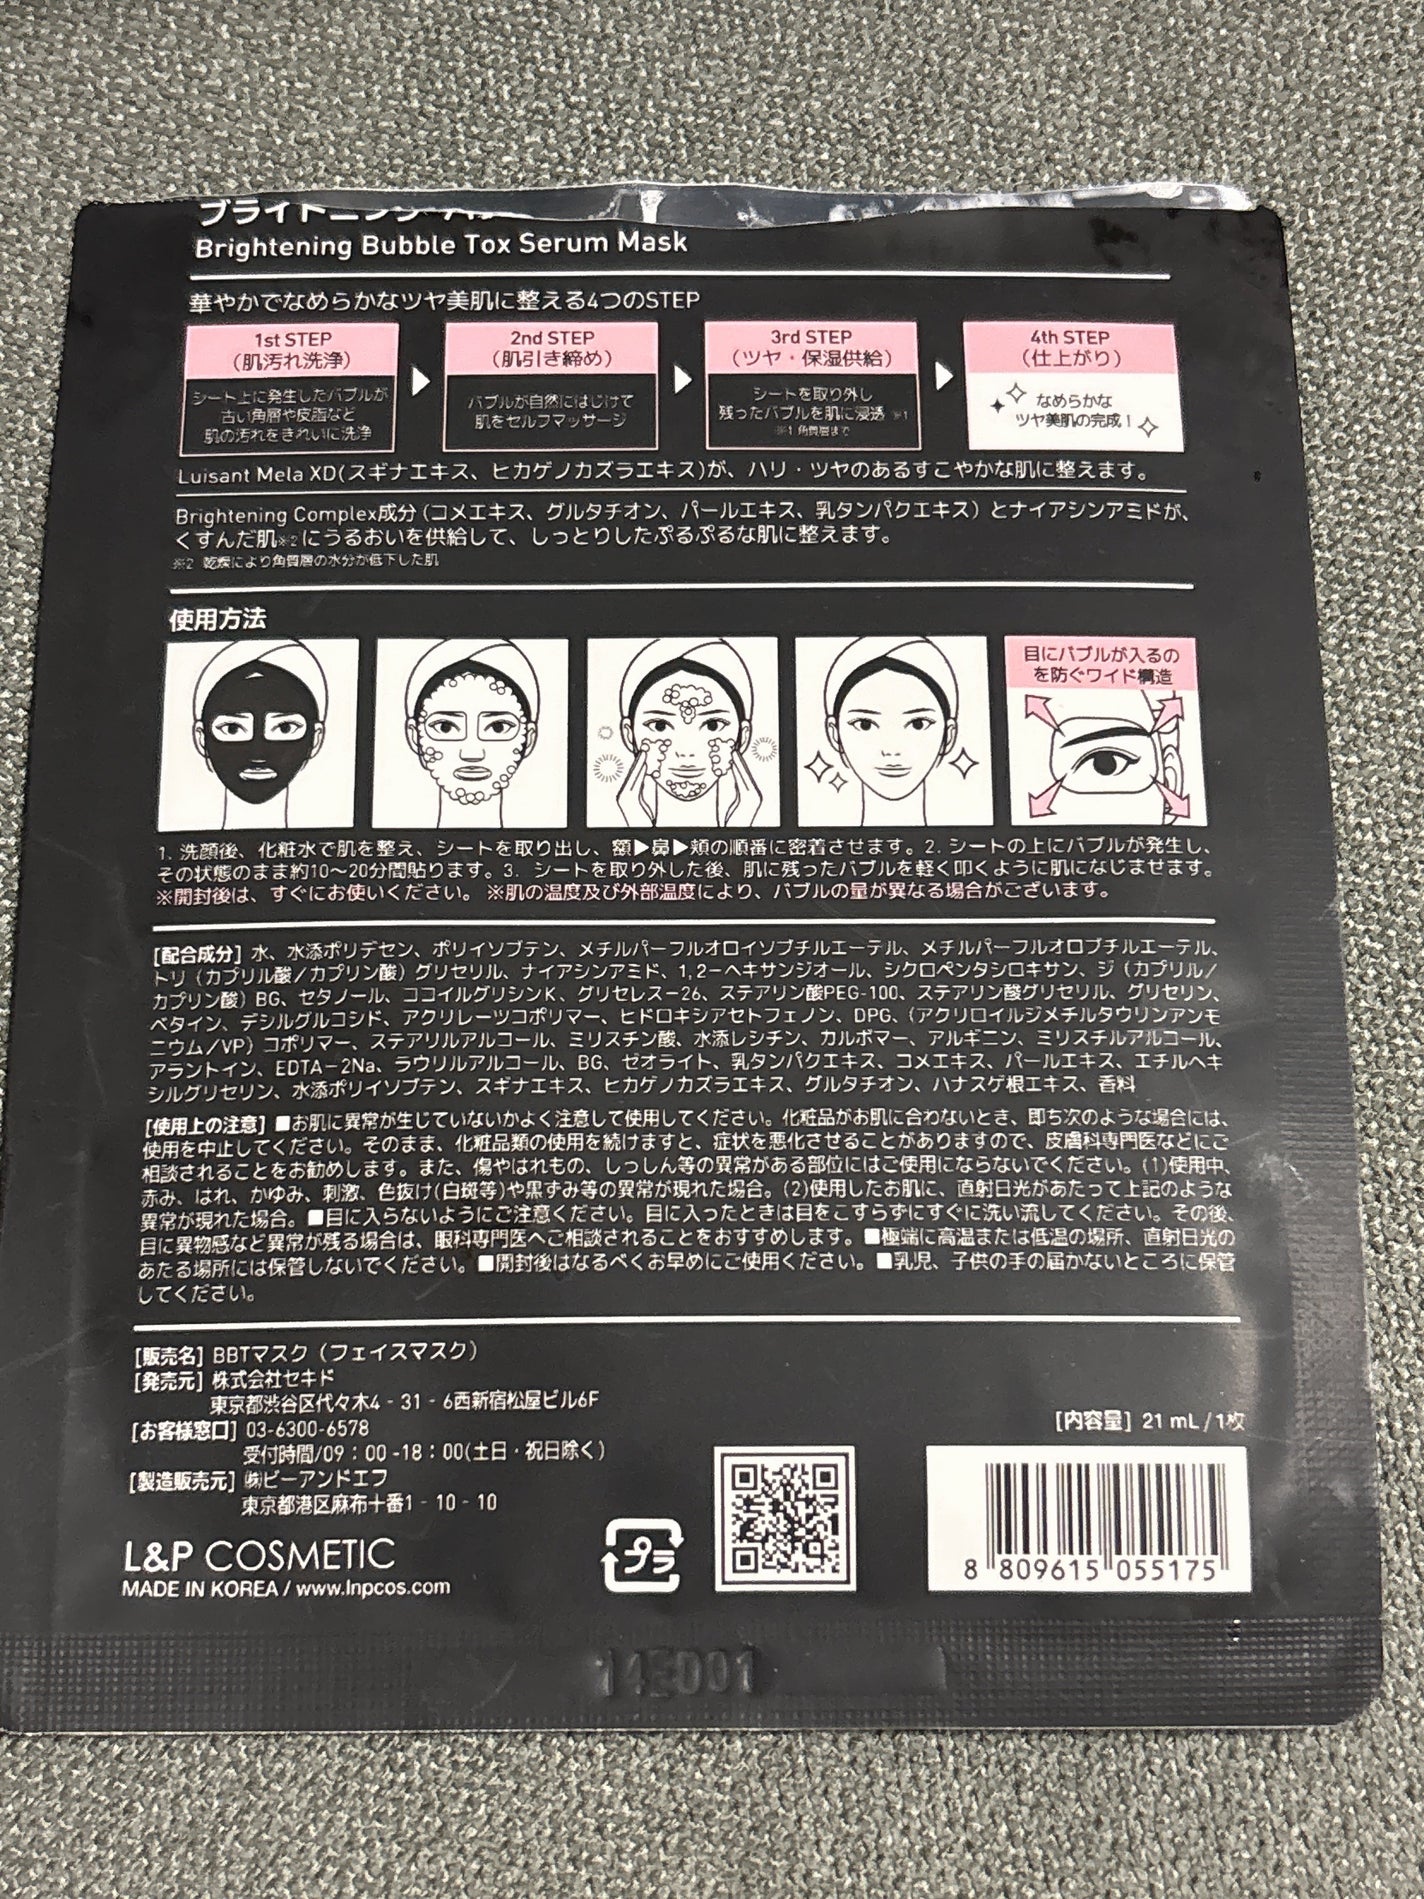 ブライトニング
Brightening Bubble Tox Serum Mask
華やかでなめらかなツヤ美肌に整える4つのSTEP
1st STEP
(肌汚れ洗浄)
シート上に発生したバブルが
古い角層や皮脂など
肌の汚れをきれいに洗浄
2nd STEP
(肌引き締め)
バブルが自然にはじけて
肌をセルフマッサージ
3rd STEP
(ツヤ・保湿供給)
シートを取り外し
残ったバブルを肌に浸透 ※1
※1 角質層まで
4th STEP
(仕上がり)
なめらかな
ツヤ美肌の完成！
Luisant Mela XD(スギナエキス、ヒカゲノカズラエキス)が、ハリ・ツヤのあるすこやかな肌に整えます。
Brightening Complex成分 (コメエキス、グルタチオン、パールエキス、乳タンパクエキス) とナイアシンアミドが、
くすんだ肌※2 にうるおいを供給して、しっとりしたぷるぷるな肌に整えます。
※2 乾燥により角質層の水分が低下した肌
使用方法
目にバブルが入るの
を防ぐワイド構造
1. 洗顔後、化粧水で肌を整え、シートを取り出し、額▶鼻▶頬の順番に密着させます。2. シートの上にバブルが発生し、
その状態のまま約10〜20分間貼ります。3. シートを取り外した後、肌に残ったバブルを軽く叩くように肌になじませます。
※開封後は、すぐにお使いください。 ※肌の温度及び外部温度により、バブルの量が異なる場合がございます。
[配合成分] 水、水添ポリデセン、ポリイソブテン、メチルパーフルオロイソブチルエーテル、メチルパーフルオロブチルエーテル、
トリ (カプリル酸/カプリン酸) グリセリル、ナイアシンアミド、1,2-ヘキサンジオール、シクロペンタシロキサン、ジ (カプリル/
カプリン酸) BG、セタノール、ココイルグリシンK、グリセレス-26、ステアリン酸PEG-100、ステアリン酸グリセリル、グリセリン、
ベタイン、デシルグルコシド、アクリレーツコポリマー、ヒドロキシアセトフェノン、DPG、(アクリロイルジメチルタウリンアンモ
ニウム/VP) コポリマー、ステアリルアルコール、ミリスチン酸、水添レシチン、カルボマー、アルギニン、ミリスチルアルコール、
アラントイン、EDTA-2Na、ラウリルアルコール、BG、ゼオライト、乳タンパクエキス、コメエキス、パールエキス、エチルヘキ
シルグリセリン、水添ポリイソブテン、スギナエキス、ヒカゲノカズラエキス、グルタチオン、ハナスゲ根エキス、香料
[使用上の注意] ■お肌に異常が生じていないかよく注意して使用してください。化粧品がお肌に合わないとき、即ち次のような場合には、
使用を中止してください。そのまま、化粧品類の使用を続けますと、症状を悪化させることがありますので、皮膚科専門医などにご
相談されることをお勧めします。また、傷やはれもの、しっしん等の異常がある部位にはご使用にならないでください。(1)使用中、
赤み、はれ、かゆみ、刺激、色抜け(白斑等)や黒ずみ等の異常が現れた場合。(2)使用したお肌に、直射日光があたって上記のような
異常が現れた場合。■目に入らないようにご注意ください。目に入ったときは目をこすらずにすぐに洗い流してください。その後、
目に異物感など異常が残る場合は、眼科専門医へご相談されることをおすすめします。■極端に高温または低温の場所、直射日光の
あたる場所には保管しないでください。■開封後はなるべくお早めにご使用ください。■乳児、子供の手の届かないところに保管
してください。
[販売名] BBTマスク (フェイスマスク)
[発売元] 株式会社セキド
東京都渋谷区代々木4 - 31 - 6西新宿松屋ビル6F
[お客様窓口] 03-6300-6578
受付時間/09 : 00 -18 : 00(土日・祝日除く)
[製造販売元] ㈱ピーアンドエフ
東京都港区麻布十番1 - 10 - 10
[内容量] 21 mL / 1枚
L&P COSMETIC
MADE IN KOREA / www.lnpcos.com
プラ
8 809615 055175
14E001